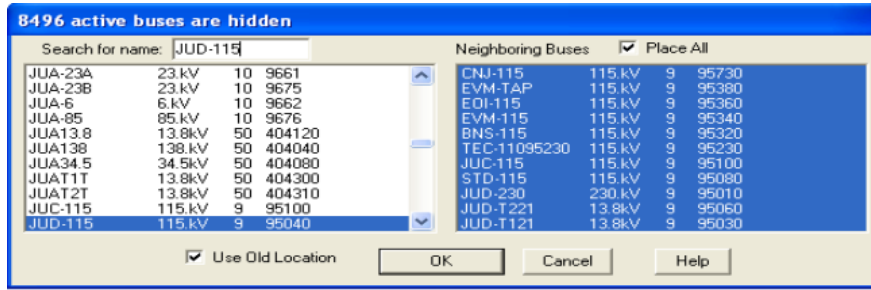 8496 active buses are hidden
Search for name: JUD-115
Neighboring Buses Place All
JUA-23A 23.kV 10 9661
JUA-23B 23.kV 10 9675
JUA-6 6.kV 10 9662
JUA-85 85.kV 10 9676
JUA13.8 13.8kV 50 404120
JUA138 138.kV 50 404040
JUA34.5 34.5kV 50 404080
JUAT1T 13.8kV 50 404300
JUAT2T 13.8kV 50 404310
JUC-115 115.kV 9 95100
JUD-115 115.kV 9 95040
CNJ-115 115.kV 9 95730
EVM-TAP 115.kV 9 95380
EOI-115 115.kV 9 95360
EVM-115 115.kV 9 95340
BNS-115 115.kV 9 95320
TEC-11095230 115.kV 9 95230
JUC-115 115.kV 9 95100
STD-115 115.kV 9 95080
JUD-230 230.kV 9 95010
JUD-T221 13.8kV 9 95060
JUD-T121 13.8kV 9 95030
Use Old Location
OK
Cancel
Help